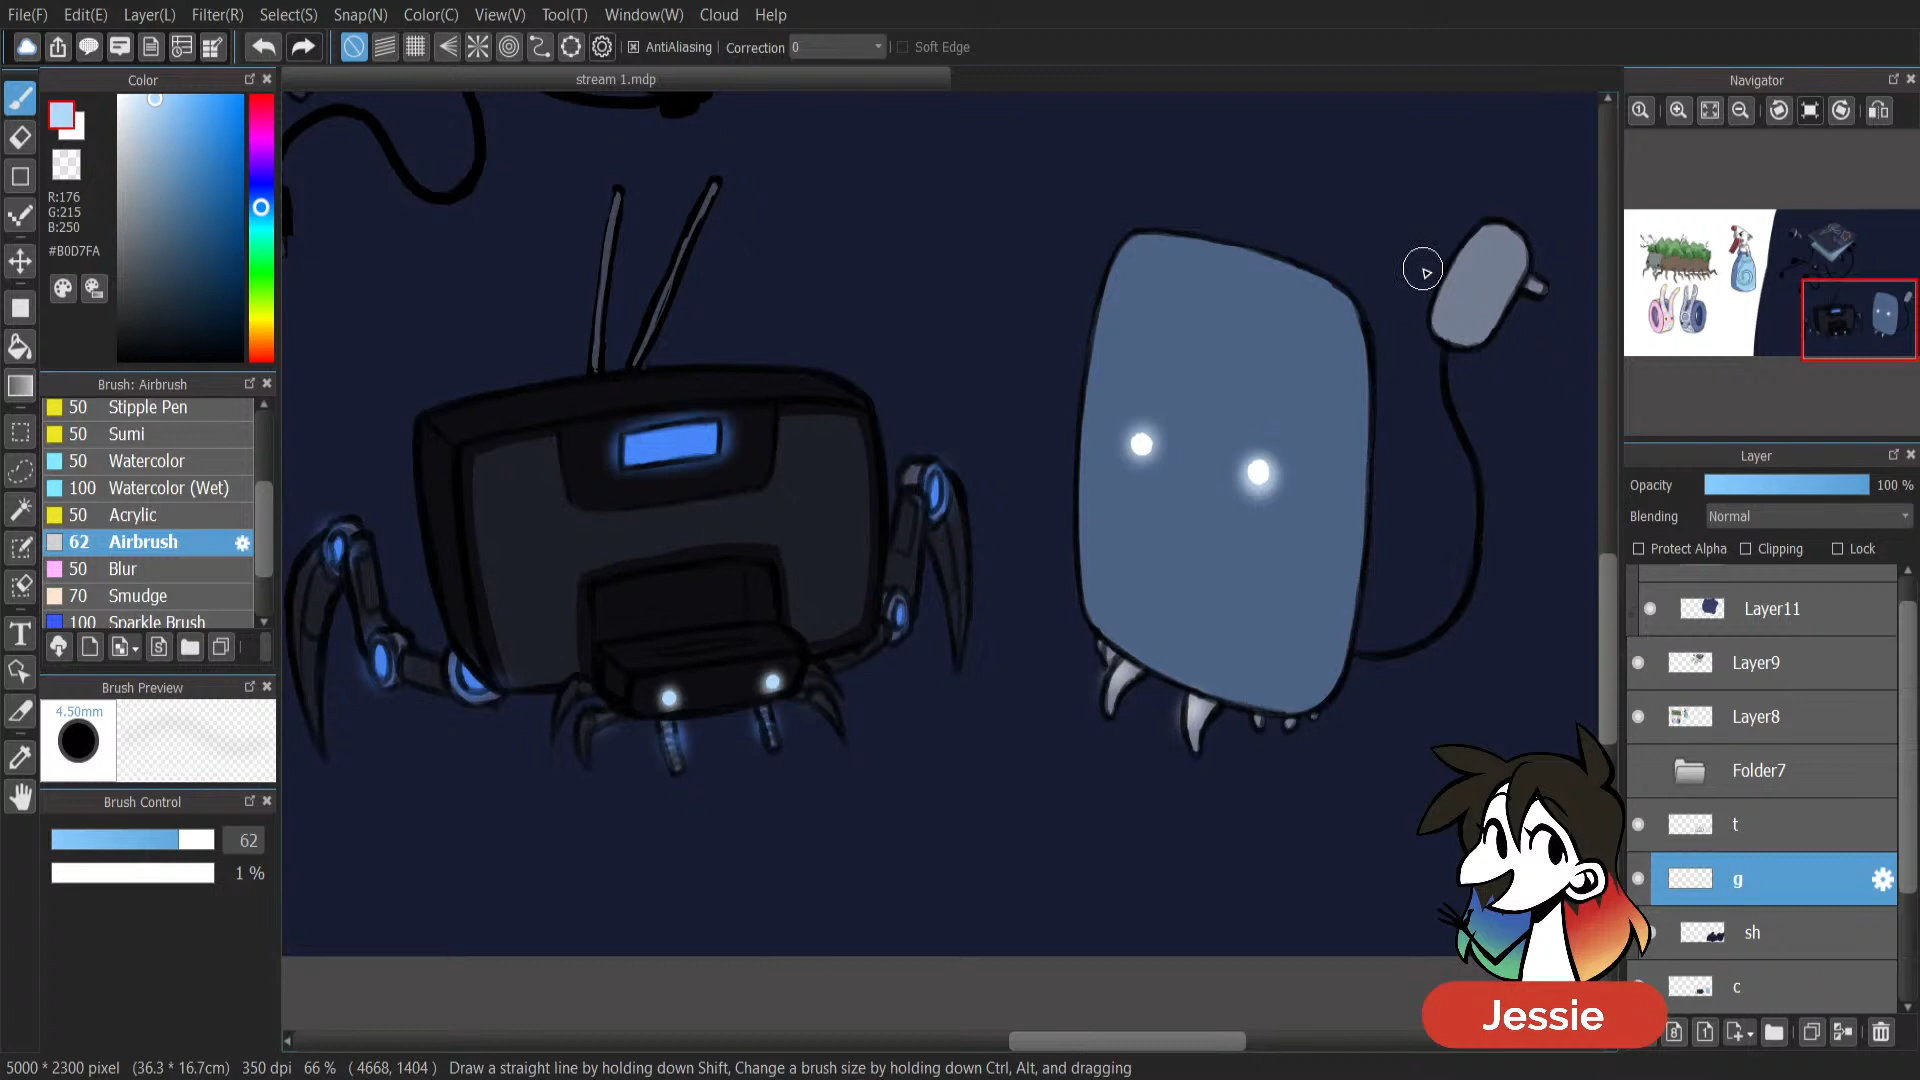 File(F) Edit(E) Layer(L) Filter(R) Select(S) Snap(N) Color(C) View(V) Tool(T) Window(W) Cloud Help
AntiAliasing Correction 0 Soft Edge
Color
stream 1.mdp
Navigator
R:176
G:215
B:250
#B0D7FA
Brush: Airbrush
50 Stipple Pen
50 Sumi
50 Watercolor
100 Watercolor (Wet)
50 Acrylic
62 Airbrush
50 Blur
70 Smudge
100 Sparkle Brush
Brush Preview
4.50mm
Brush Control
62
1 %
Layer
Opacity 100 %
Blending Normal
Protect Alpha Clipping Lock
Layer11
Layer9
Layer8
Folder7
t
g
sh
c
Jessie
5000 * 2300 pixel (36.3 * 16.7cm) 350 dpi 66 % ( 4668, 1404 ) Draw a straight line by holding down Shift, Change a brush size by holding down Ctrl, Alt, and dragging